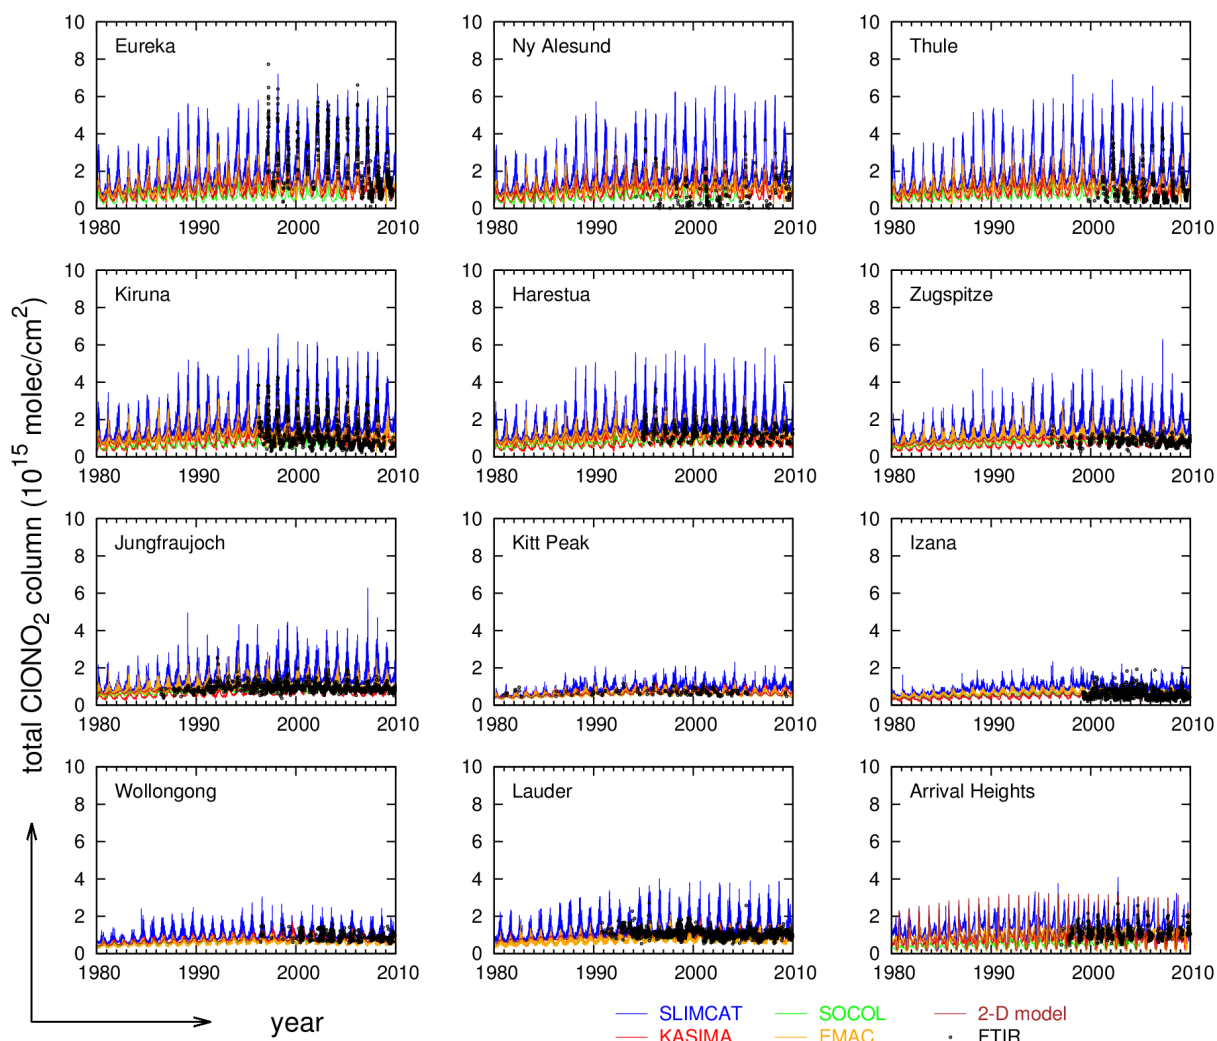 10
8
6
4
2
0
1980 1990 2000 2010
Eureka
10
8
6
4
2
0
1980 1990 2000 2010
Ny Alesund
10
8
6
4
2
0
1980 1990 2000 2010
Thule
10
8
6
4
2
0
1980 1990 2000 2010
Kiruna
10
8
6
4
2
0
1980 1990 2000 2010
Harestua
10
8
6
4
2
0
1980 1990 2000 2010
Zugspitze
10
8
6
4
2
0
1980 1990 2000 2010
Jungfraujoch
10
8
6
4
2
0
1980 1990 2000 2010
Kitt Peak
10
8
6
4
2
0
1980 1990 2000 2010
Izana
10
8
6
4
2
0
1980 1990 2000 2010
Wollongong
10
8
6
4
2
0
1980 1990 2000 2010
Lauder
10
8
6
4
2
0
1980 1990 2000 2010
Arrival Heights
total ClONO₂ column (10¹⁵ molec/cm²)
year
SLIMCAT SOCOL 2-D model
KASIMA EMAC FTIR